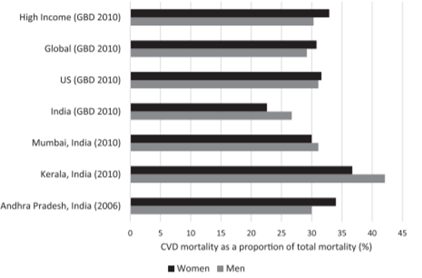 High Income (GBD 2010)
Global (GBD 2010)
US (GBD 2010)
India (GBD 2010)
Mumbai, India (2010)
Kerala, India (2010)
Andhra Pradesh, India (2006)
0 5 10 15 20 25 30 35 40 45
CVD mortality as a proportion of total mortality (%)
Women Men